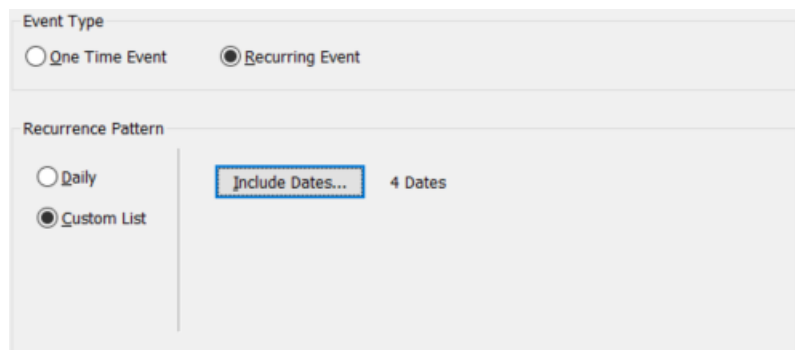 Event Type
One Time Event Recurring Event
Recurrence Pattern
Daily
Include Dates... 4 Dates
Custom List